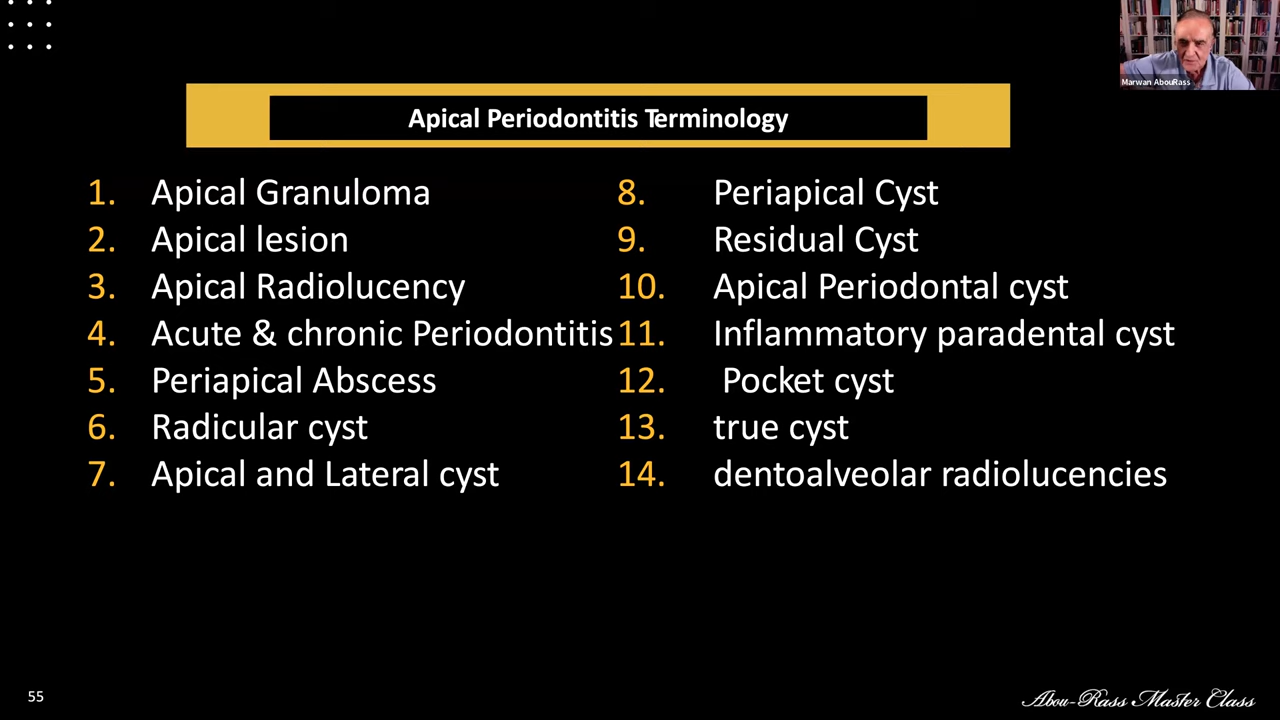 Marwan AbouRass
Apical Periodontitis Terminology
1. Apical Granuloma
2. Apical lesion
3. Apical Radiolucency
4. Acute & chronic Periodontitis
5. Periapical Abscess
6. Radicular cyst
7. Apical and Lateral cyst
8. Periapical Cyst
9. Residual Cyst
10. Apical Periodontal cyst
11. Inflammatory paradental cyst
12. Pocket cyst
13. true cyst
14. dentoalveolar radiolucencies
55
Abou-Rass Master Class